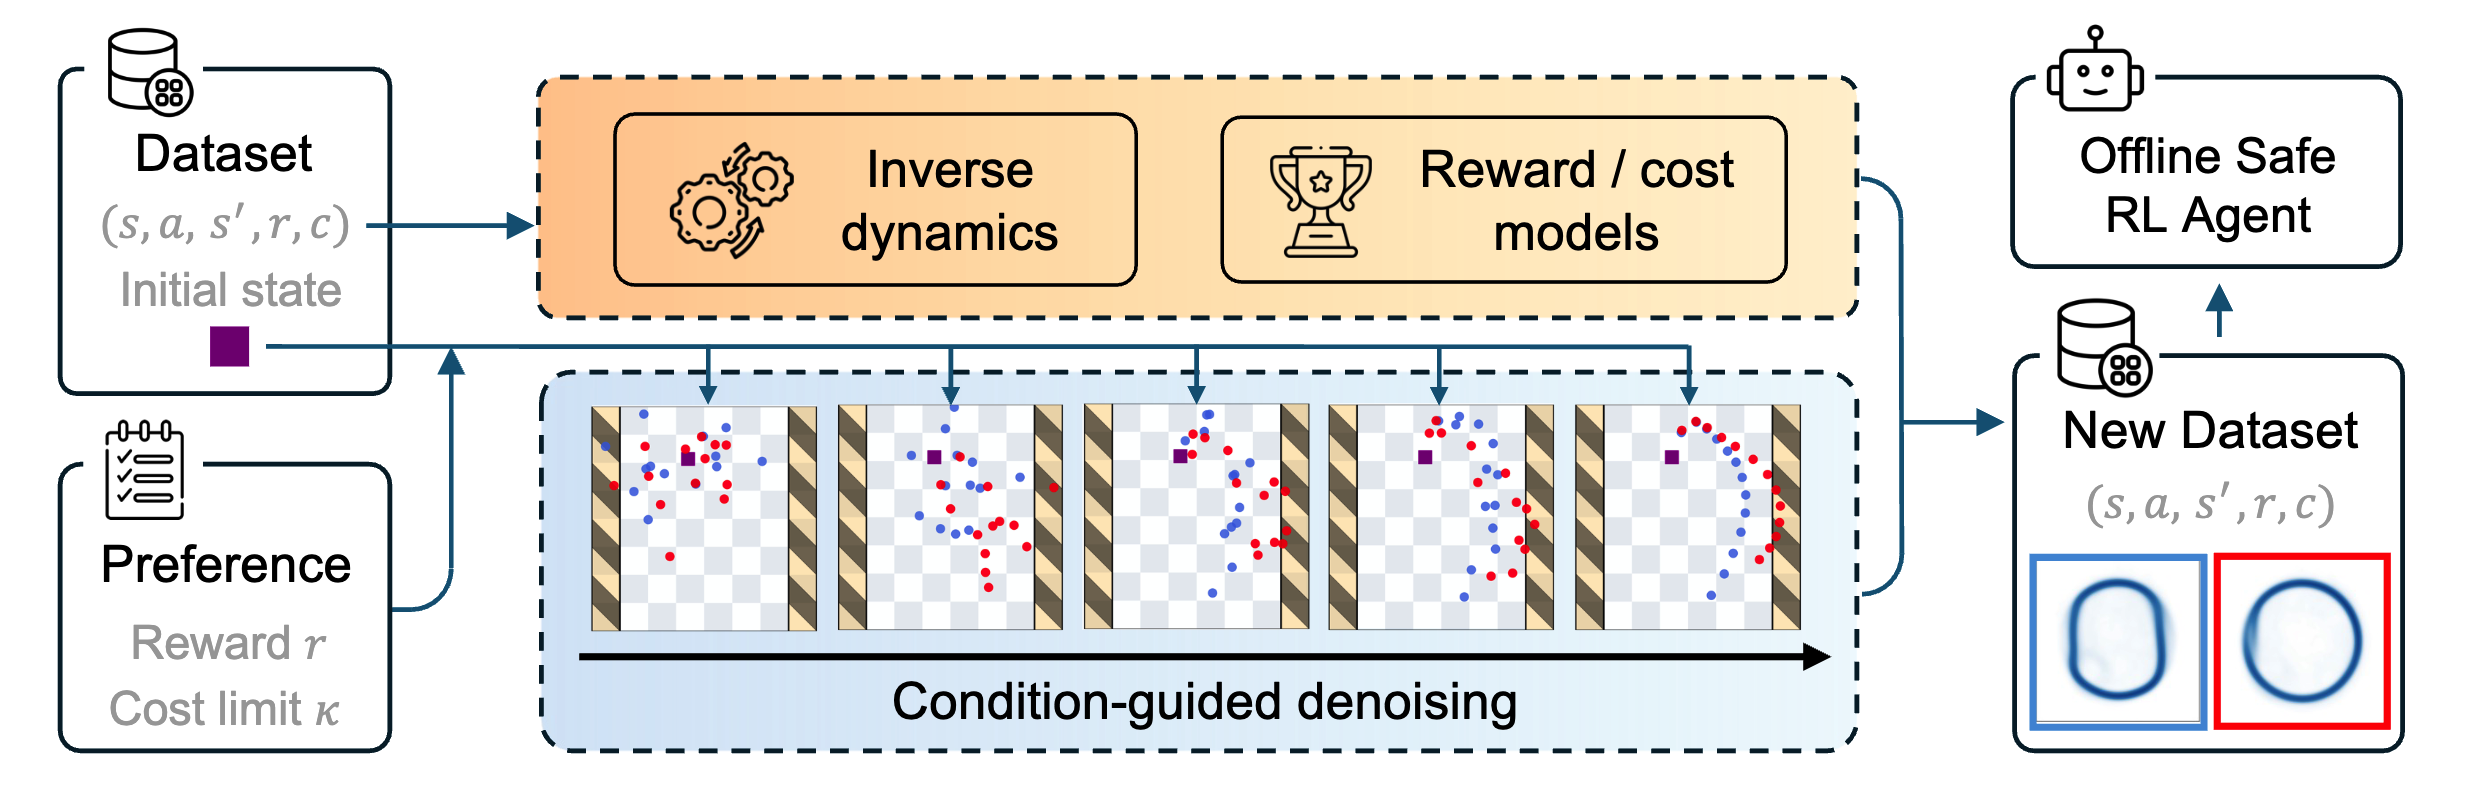 Dataset
(s, a, s′, r, c)
Initial state
Preference
Reward r
Cost limit κ
Inverse
dynamics
Reward / cost
models
Condition-guided denoising
Offline Safe
RL Agent
New Dataset
(s, a, s′, r, c)